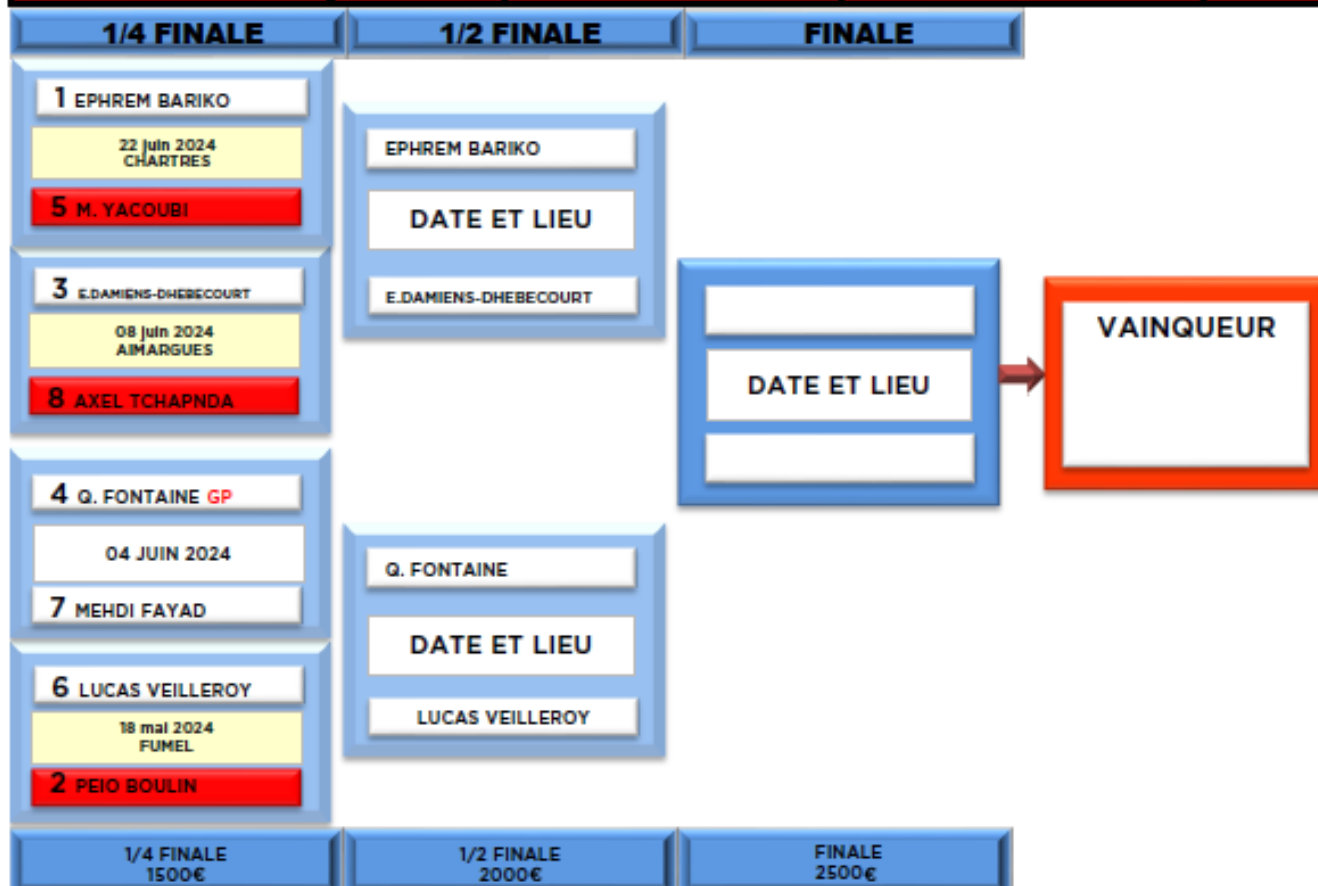 1/4 FINALE
1/2 FINALE
FINALE
1 EPHREM BARIKO
22 juin 2024
CHARTRES
5 M. YACOUBI
3 E.DAMIENS-DHEBECOURT
08 juin 2024
AIMARGUES
8 AXEL TCHAPNDA
4 Q. FONTAINE GP
04 JUIN 2024
7 MEHDI FAYAD
6 LUCAS VEILLEROY
18 mai 2024
FUMEL
2 PEIO BOULIN
EPHREM BARIKO
DATE ET LIEU
E.DAMIENS-DHEBECOURT
Q. FONTAINE
DATE ET LIEU
LUCAS VEILLEROY
DATE ET LIEU
VAINQUEUR
1/4 FINALE
1500€
1/2 FINALE
2000€
FINALE
2500€